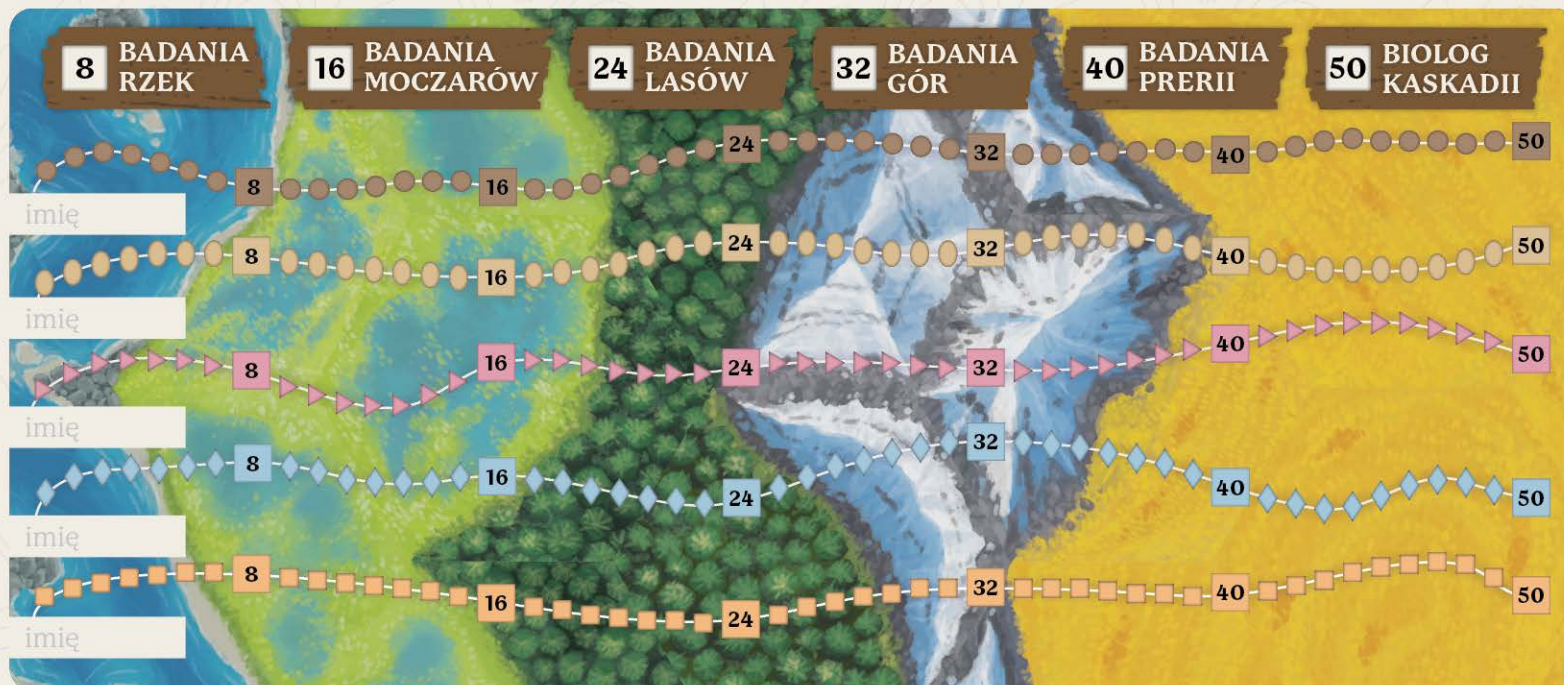 8 BADANIA
RZEK
16 BADANIA
MOCZARÓW
24 BADANIA
LASÓW
32 BADANIA
GÓR
40 BADANIA
PRERII
50 BIOLOG
KASKADII
8 16 24 32 40 50
imię
8 16 24 32 40 50
imię
8 16 24 32 40 50
imię
8 16 24 32 40 50
imię
8 16 24 32 40 50
imię